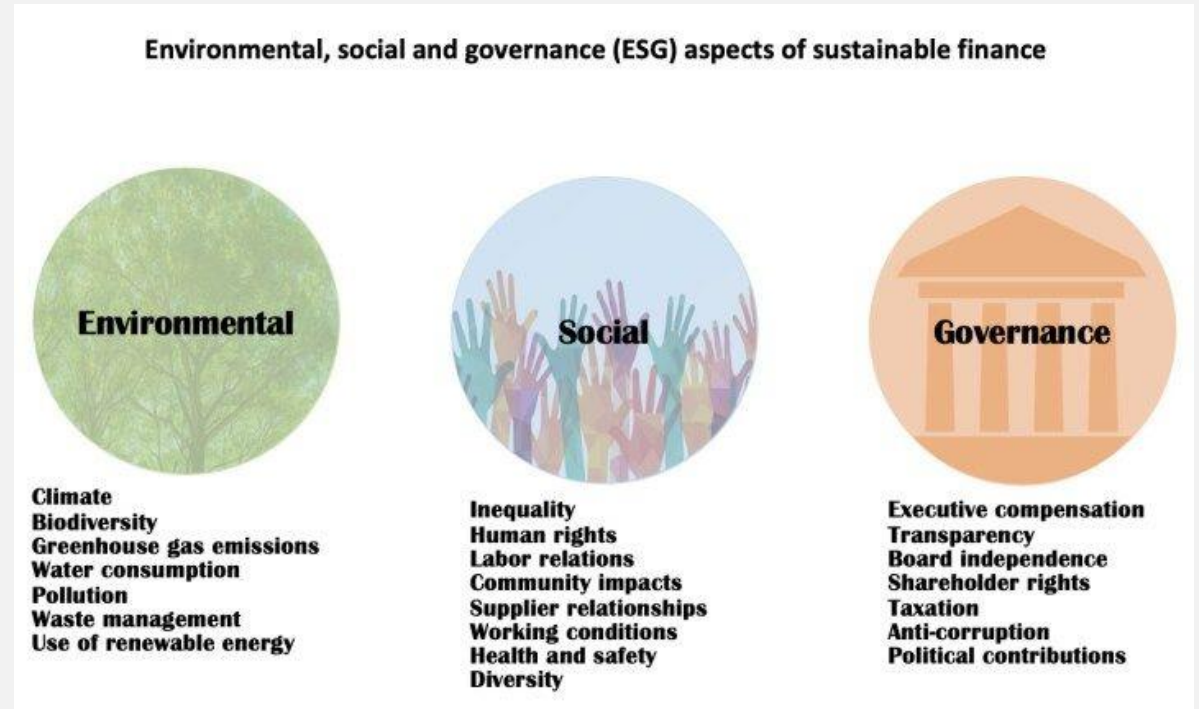 Environmental, social and governance (ESG) aspects of sustainable finance
Environmental
Climate
Biodiversity
Greenhouse gas emissions
Water consumption
Pollution
Waste management
Use of renewable energy
Social
Inequality
Human rights
Labor relations
Community impacts
Supplier relationships
Working conditions
Health and safety
Diversity
Governance
Executive compensation
Transparency
Board independence
Shareholder rights
Taxation
Anti-corruption
Political contributions